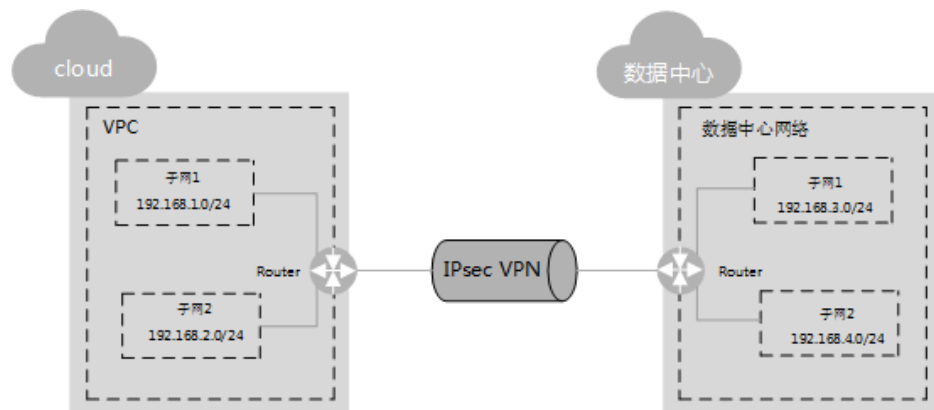 cloud
VPC
子网1
192.168.1.0/24
Router
子网2
192.168.2.0/24
IPsec VPN
数据中心
数据中心网络
子网1
192.168.3.0/24
Router
子网2
192.168.4.0/24